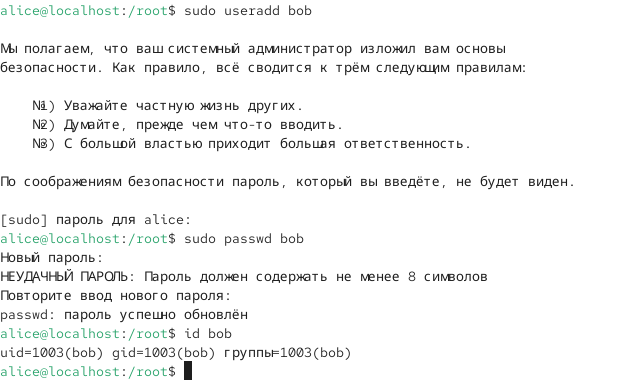 alice@localhost:/root$ sudo useradd bob
Мы полагаем, что ваш системный администратор изложил вам основы
безопасности. Как правило, всё сводится к трём следующим правилам:
№1) Уважайте частную жизнь других.
№2) Думайте, прежде чем что-то вводить.
№3) С большой властью приходит большая ответственность.
По соображениям безопасности пароль, который вы введёте, не будет виден.
[sudo] пароль для alice:
alice@localhost:/root$ sudo passwd bob
Новый пароль:
НЕУДАЧНЫЙ ПАРОЛЬ: Пароль должен содержать не менее 8 символов
Повторите ввод нового пароля:
passwd: пароль успешно обновлён
alice@localhost:/root$ id bob
uid=1003(bob) gid=1003(bob) группы=1003(bob)
alice@localhost:/root$